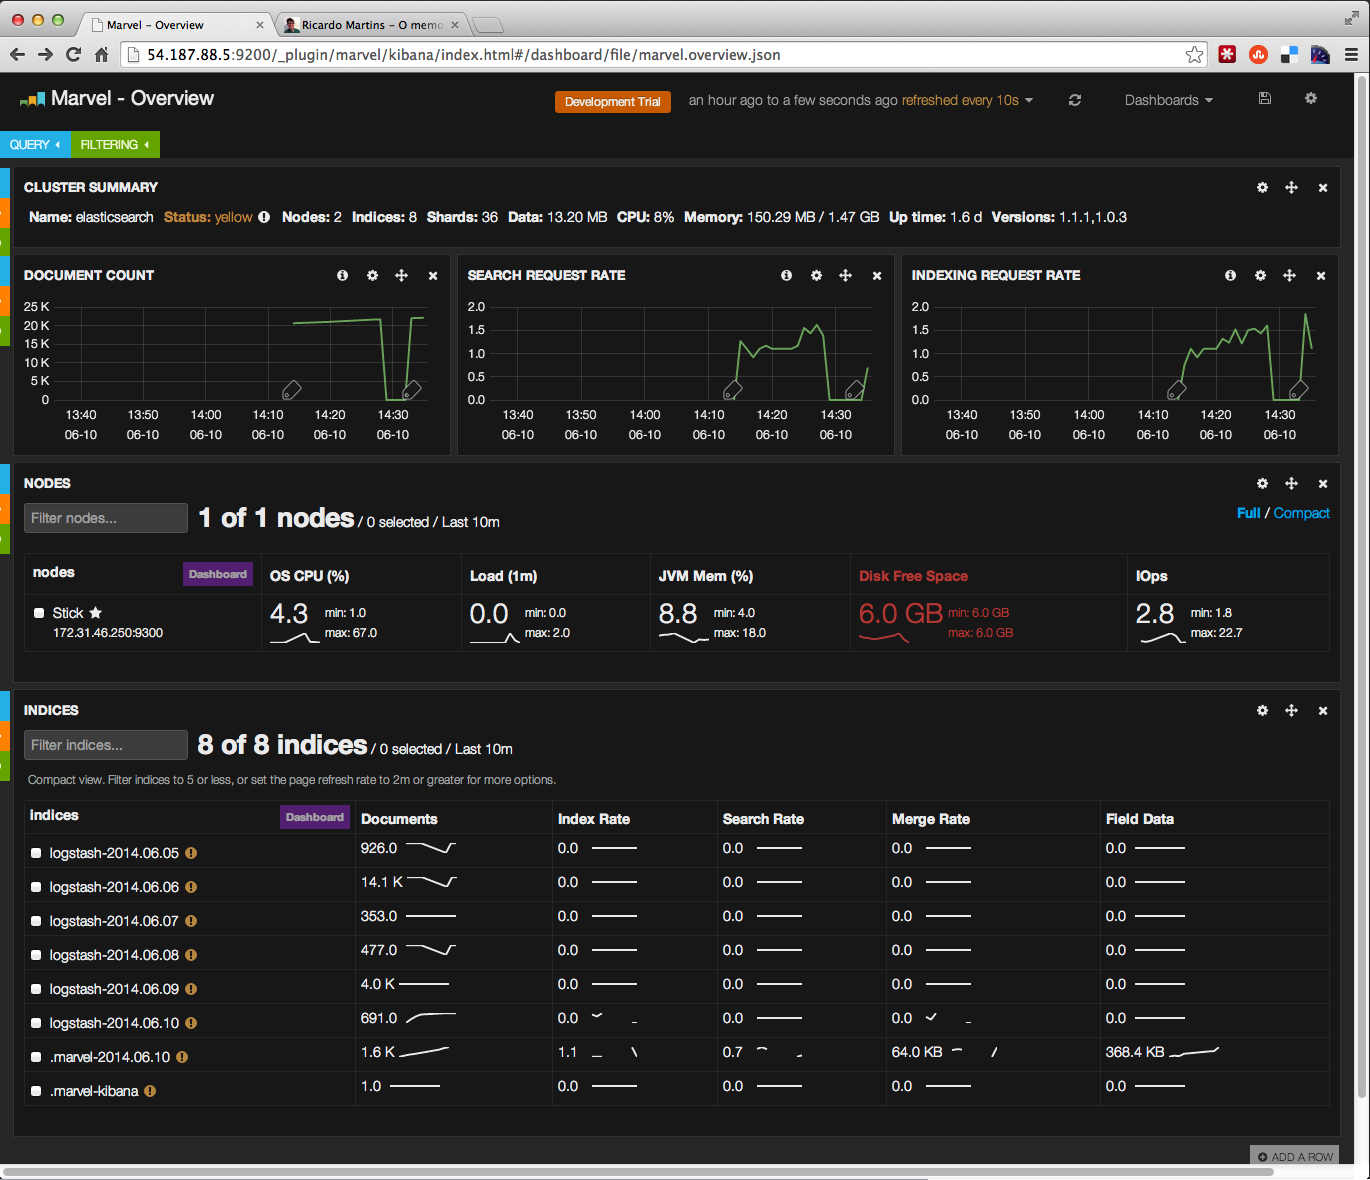 Marvel – Overview
Ricardo Martins – O memo
54.187.88.5:9200/_plugin/marvel/kibana/index.html#/dashboard/file/marvel.overview.json
Marvel - Overview
Development Trial
an hour ago to a few seconds ago refreshed every 10s
Dashboards
QUERY
FILTERING
CLUSTER SUMMARY
Name: elasticsearch Status: yellow Nodes: 2 Indices: 8 Shards: 36 Data: 13.20 MB CPU: 8% Memory: 150.29 MB / 1.47 GB Up time: 1.6 d Versions: 1.1.1,1.0.3
DOCUMENT COUNT
25 K
20 K
15 K
10 K
5 K
0
13:40 13:50 14:00 14:10 14:20 14:30
06-10 06-10 06-10 06-10 06-10 06-10
SEARCH REQUEST RATE
2.0
1.5
1.0
0.5
0.0
13:40 13:50 14:00 14:10 14:20 14:30
06-10 06-10 06-10 06-10 06-10 06-10
INDEXING REQUEST RATE
2.0
1.5
1.0
0.5
0.0
13:40 13:50 14:00 14:10 14:20 14:30
06-10 06-10 06-10 06-10 06-10 06-10
NODES
Filter nodes...
1 of 1 nodes / 0 selected / Last 10m
Full / Compact
nodes Dashboard OS CPU (%) Load (1m) JVM Mem (%) Disk Free Space IOps
Stick 4.3 min: 1.0 0.0 min: 0.0 8.8 min: 4.0 6.0 GB min: 6.0 GB 2.8 min: 1.8
172.31.46.250:9300 max: 67.0 max: 2.0 max: 18.0 max: 6.0 GB max: 22.7
INDICES
Filter indices...
8 of 8 indices / 0 selected / Last 10m
Compact view. Filter indices to 5 or less, or set the page refresh rate to 2m or greater for more options.
Indices Dashboard Documents Index Rate Search Rate Merge Rate Field Data
logstash-2014.06.05 926.0 0.0 0.0 0.0 0.0
logstash-2014.06.06 14.1 K 0.0 0.0 0.0 0.0
logstash-2014.06.07 353.0 0.0 0.0 0.0 0.0
logstash-2014.06.08 477.0 0.0 0.0 0.0 0.0
logstash-2014.06.09 4.0 K 0.0 0.0 0.0 0.0
logstash-2014.06.10 691.0 0.0 0.0 0.0 0.0
.marvel-2014.06.10 1.6 K 1.1 0.7 64.0 KB 368.4 KB
.marvel-kibana 1.0 0.0 0.0 0.0 0.0
ADD A ROW